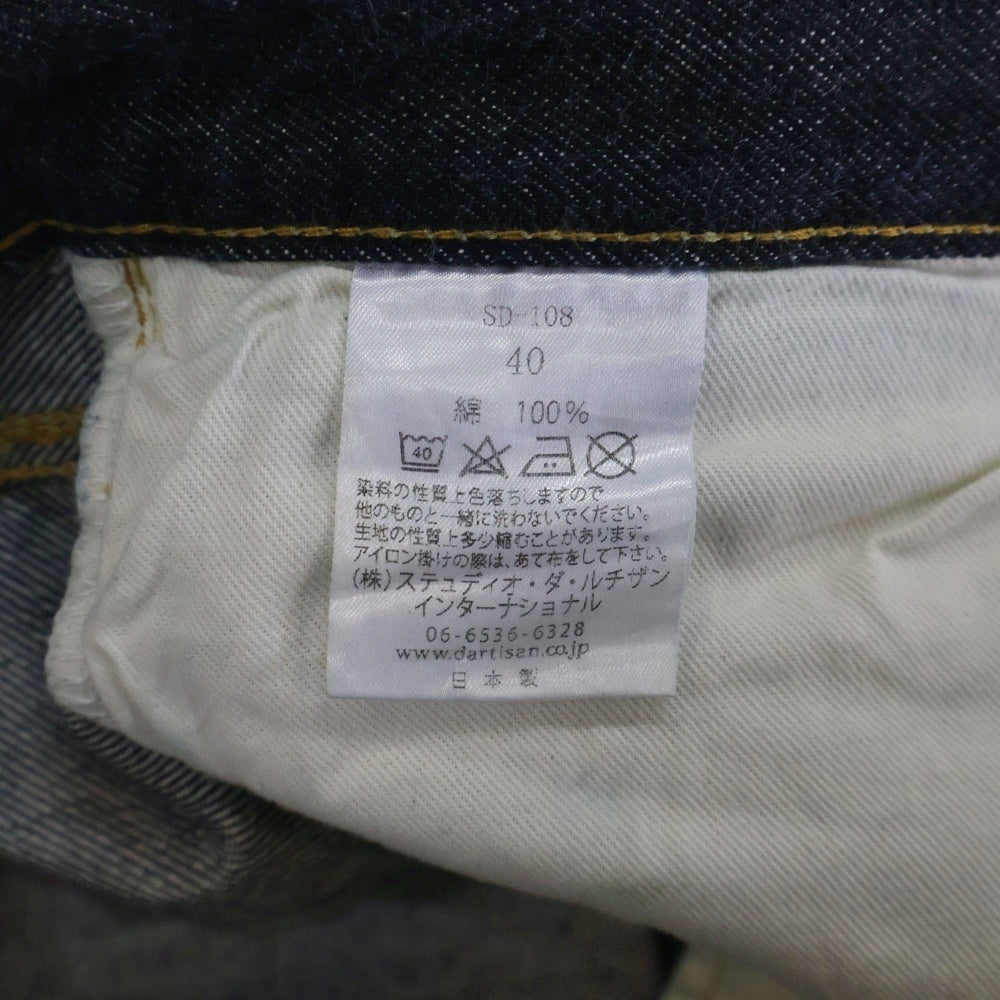 SD-108
40
綿 100%
40
染料の性質上色落ちしますので
他のものと一緒に洗わないでください。
生地の性質上多少縮むことがあります。
アイロン掛けの際は、あて布をして下さい。
(株)ステュディオ・ダ・ルチザン
インターナショナル
06-6536-6328
www.dartisan.co.jp
日本製